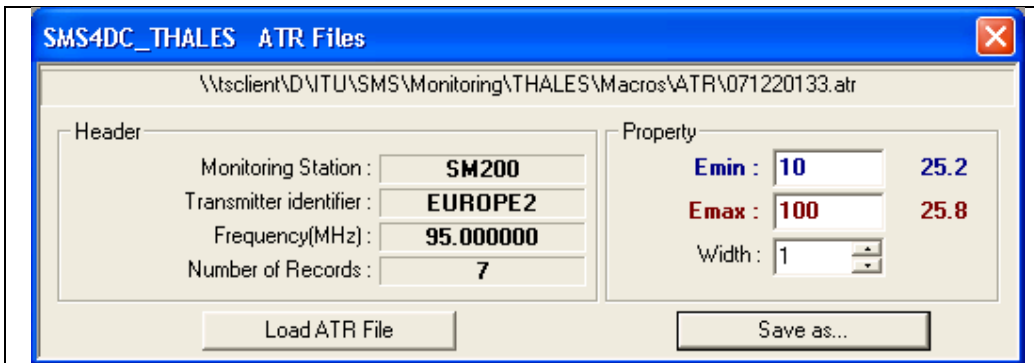 SMS4DC_THALES ATR Files
\\tsclient\D\ITU\SMS\Monitoring\THALES\Macros\ATR\071220133.atr
Header
Monitoring Station : SM200
Transmitter identifier : EUROPE2
Frequency(MHz) : 95.000000
Number of Records : 7
Load ATR File
Property
Emin : 10 25.2
Emax : 100 25.8
Width : 1
Save as...